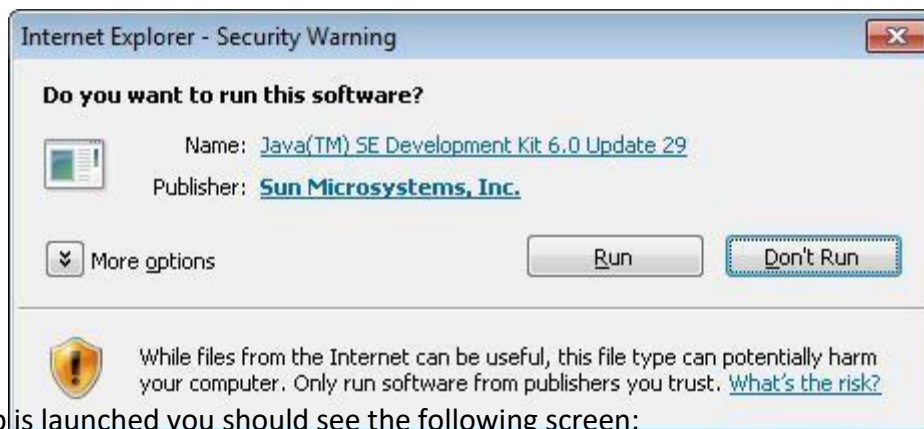 Internet Explorer - Security Warning
Do you want to run this software?
Name: Java(TM) SE Development Kit 6.0 Update 29
Publisher: Sun Microsystems, Inc.
More options
Run
Don't Run
While files from the Internet can be useful, this file type can potentially harm
your computer. Only run software from publishers you trust. What's the risk?
is launched you should see the following screen: